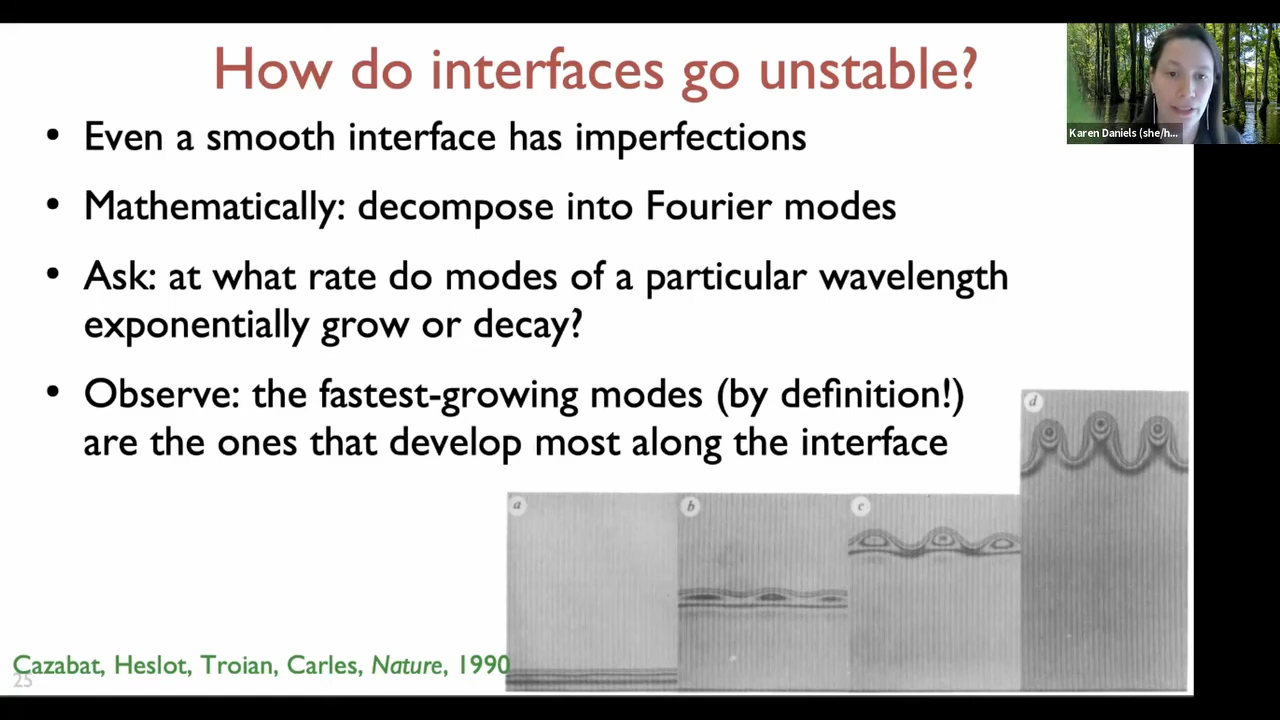 How do interfaces go unstable?
Karen Daniels (she/h...
• Even a smooth interface has imperfections
• Mathematically: decompose into Fourier modes
• Ask: at what rate do modes of a particular wavelength
exponentially grow or decay?
• Observe: the fastest-growing modes (by definition!)
are the ones that develop most along the interface
d
a
b
c
Cazabat, Heslot, Troian, Carles, Nature, 1990
25